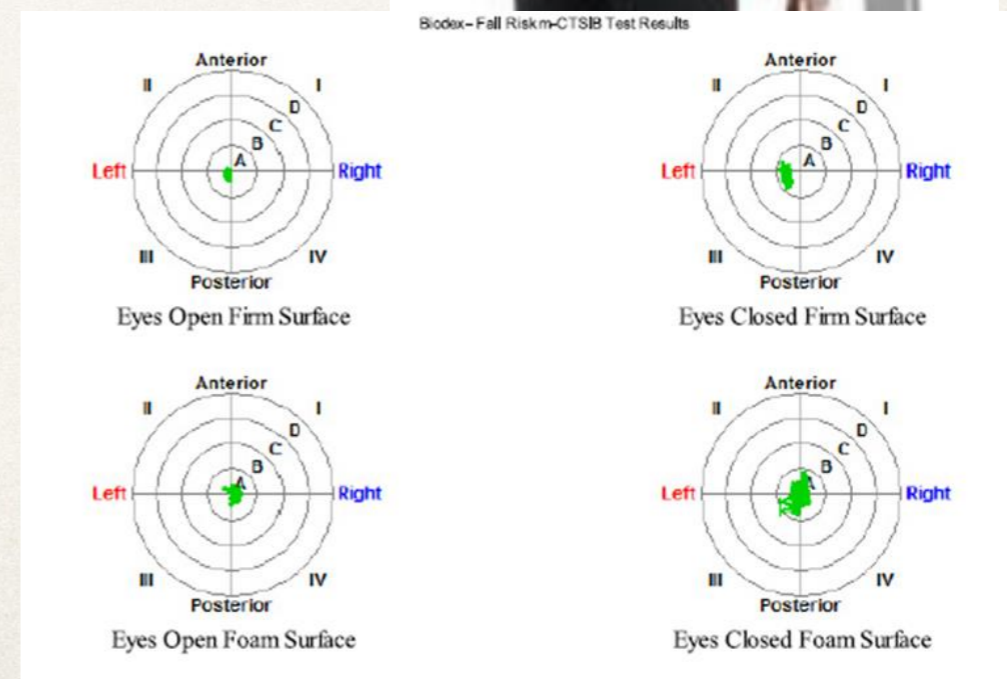 Biodex–Fall Riskm-CTSIB Test Results
Anterior
II I
D
C
B
A
Left Right
III IV
Posterior
Eyes Open Firm Surface
Anterior
II I
D
C
B
A
Left Right
III IV
Posterior
Eyes Closed Firm Surface
Anterior
II I
D
C
B
A
Left Right
III IV
Posterior
Eyes Open Foam Surface
Anterior
II I
D
C
B
A
Left Right
III IV
Posterior
Eyes Closed Foam Surface